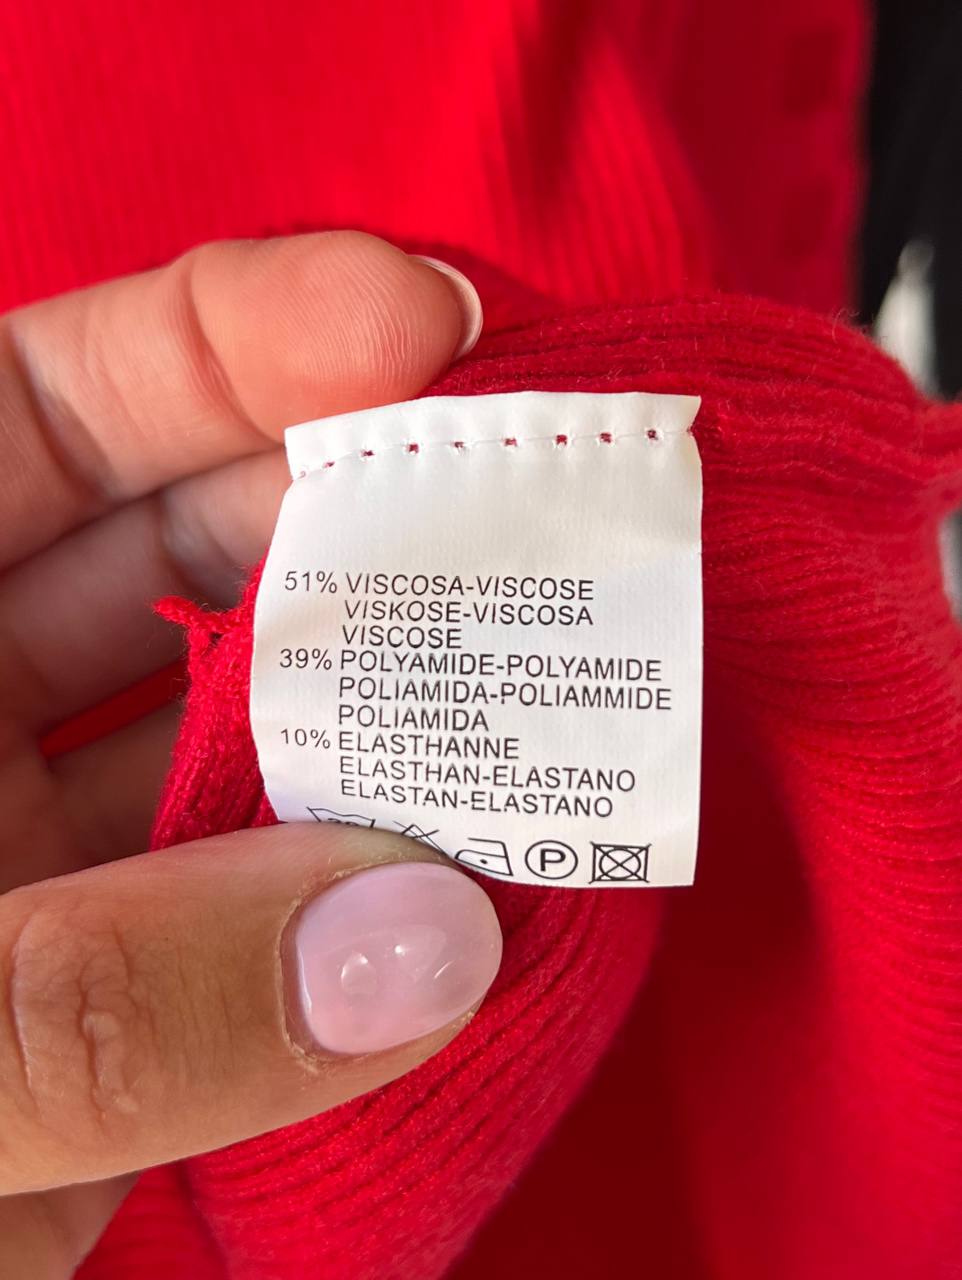 51% VISCOSA-VISCOSE
VISKOSE-VISCOSA
VISCOSE
39% POLYAMIDE-POLYAMIDE
POLIAMIDA-POLIAMMIDE
POLIAMIDA
10% ELASTHANNE
ELASTHAN-ELASTANO
ELASTAN-ELASTANO
P